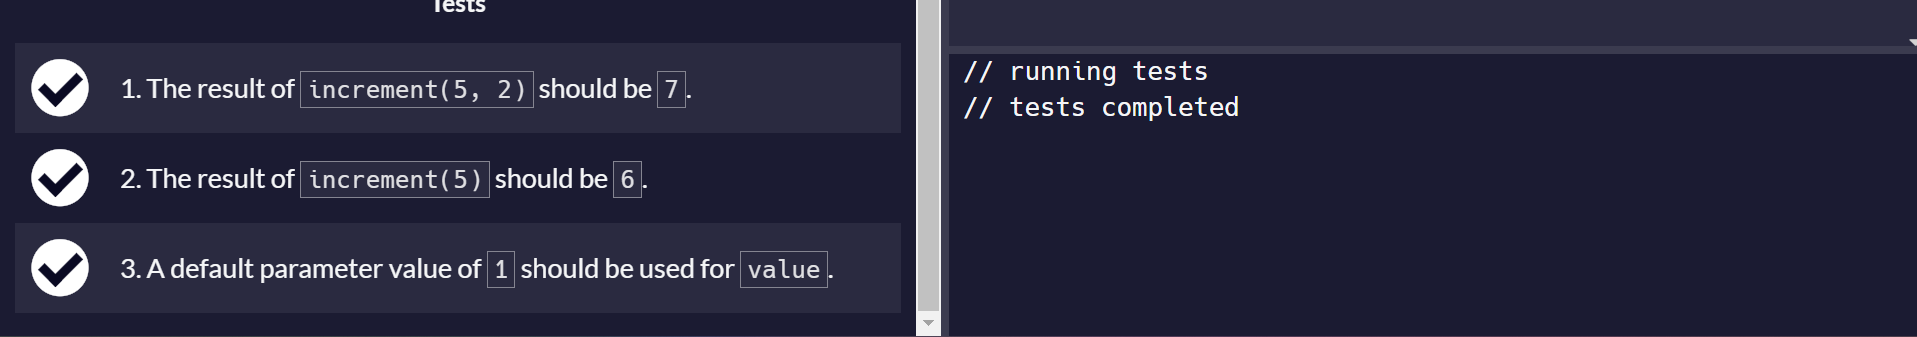 Tests
1. The result of increment(5, 2) should be 7.
2. The result of increment(5) should be 6.
3. A default parameter value of 1 should be used for value.
// running tests
// tests completed